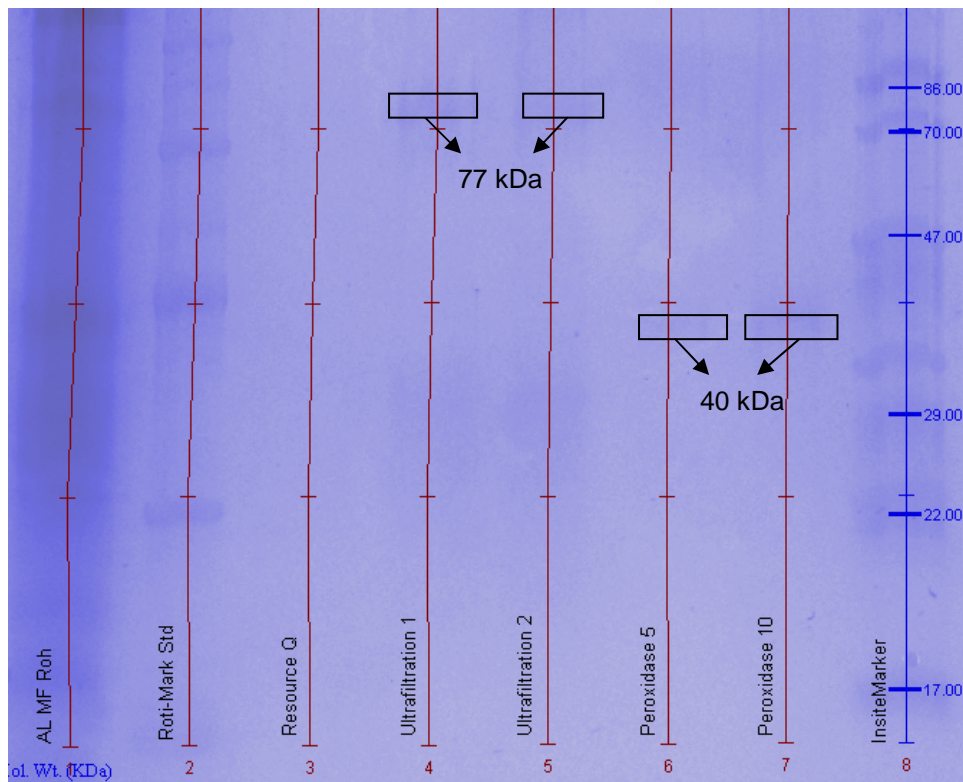 86.00
70.00
77 kDa
47.00
40 kDa
29.00
22.00
17.00
AL MF Roh
Roti-Mark Std
Resource Q
Ultrafiltration 1
Ultrafiltration 2
Peroxidase 5
Peroxidase 10
InsiteMarker
1 2 3 4 5 6 7 8
ol. Wt. (KDa)